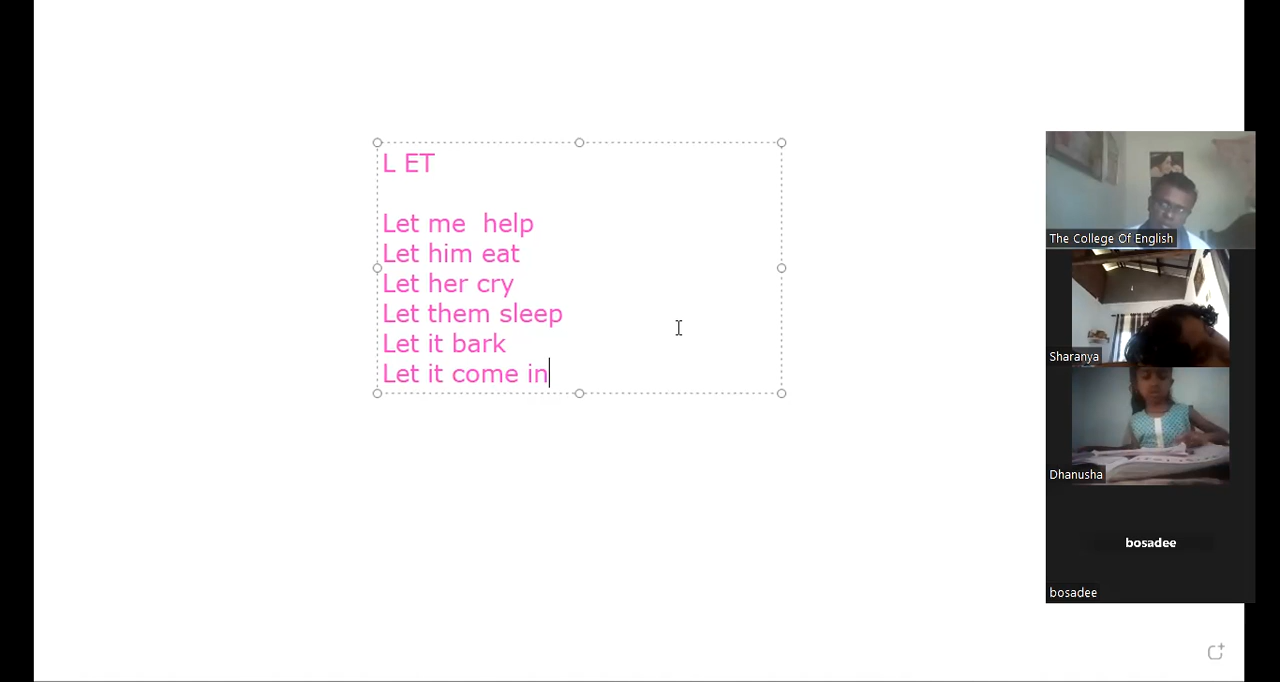 L ET
Let me  help
Let him eat
Let her cry
Let them sleep
Let it bark
Let it come in
The College Of English
Sharanya
Dhanusha
bosadee
bosadee